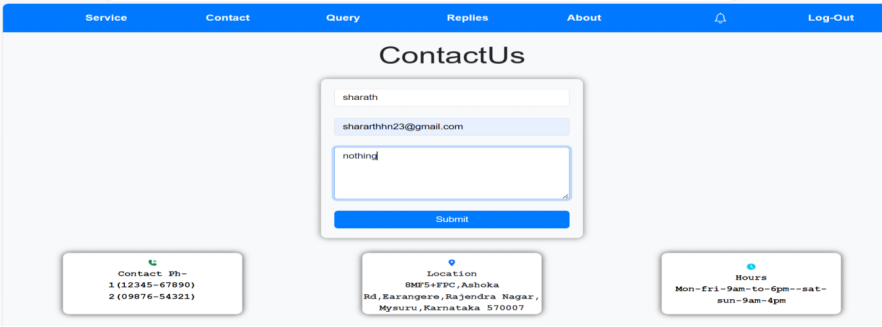 Service Contact Query Replies About Log-Out
ContactUs
sharath
shararthhn23@gmail.com
nothing
Submit
Contact Ph-
1(12345-67890)
2(09876-54321)
Location
8MF5+FPC,Ashoka
Rd,Earangere,Rajendra Nagar,
Mysuru,Karnataka 570007
Hours
Mon-fri-9am-to-6pm--sat-
sun-9am-4pm